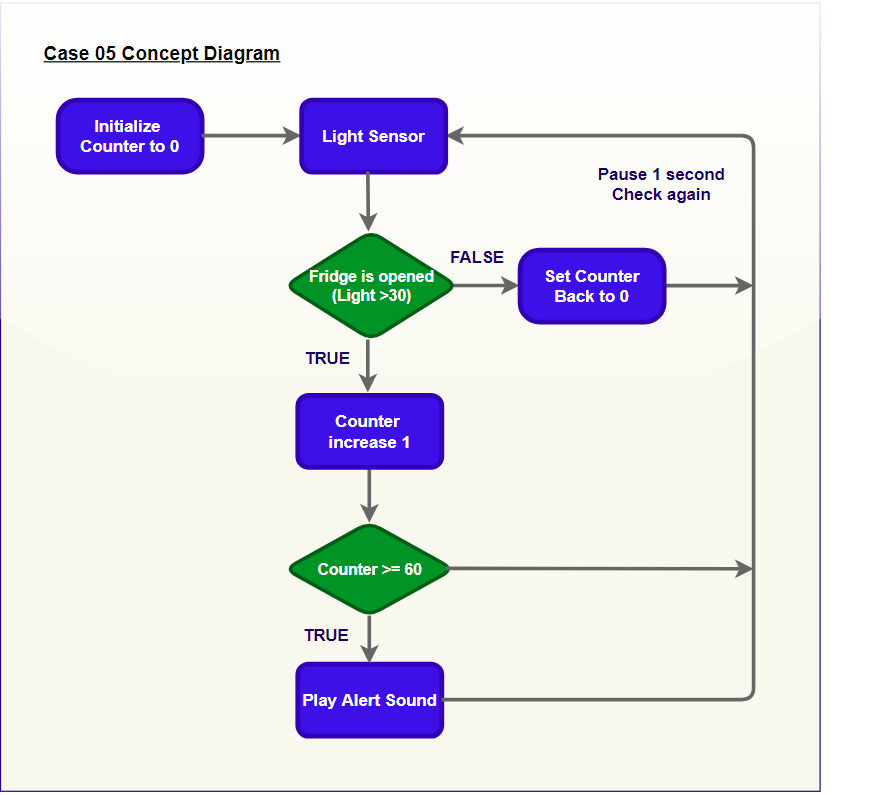 Case 05 Concept Diagram
Initialize
Counter to 0
Light Sensor
Pause 1 second
Check again
Fridge is opened
(Light >30)
FALSE
Set Counter
Back to 0
TRUE
Counter
increase 1
Counter >= 60
TRUE
Play Alert Sound